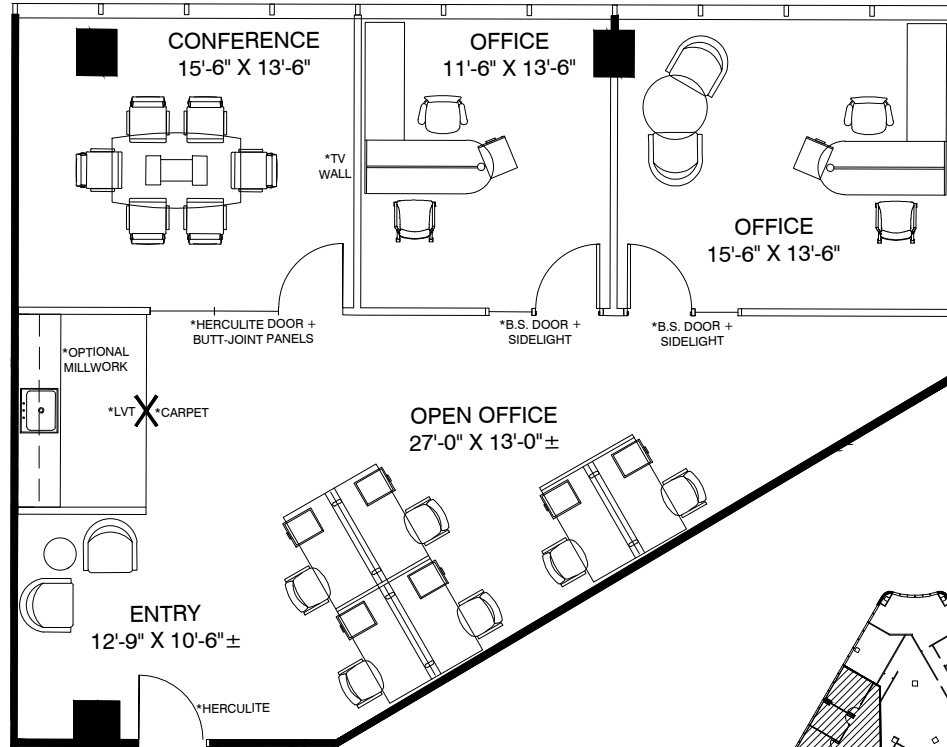 CONFERENCE
15'-6" X 13'-6"
OFFICE
11'-6" X 13'-6"
*TV
WALL
OFFICE
15'-6" X 13'-6"
*HERCULITE DOOR +
BUTT-JOINT PANELS
*B.S. DOOR +
SIDELIGHT
*B.S. DOOR +
SIDELIGHT
*OPTIONAL
MILLWORK
*LVT
*CARPET
OPEN OFFICE
27'-0" X 13'-0"±
ENTRY
12'-9" X 10'-6"±
*HERCULITE